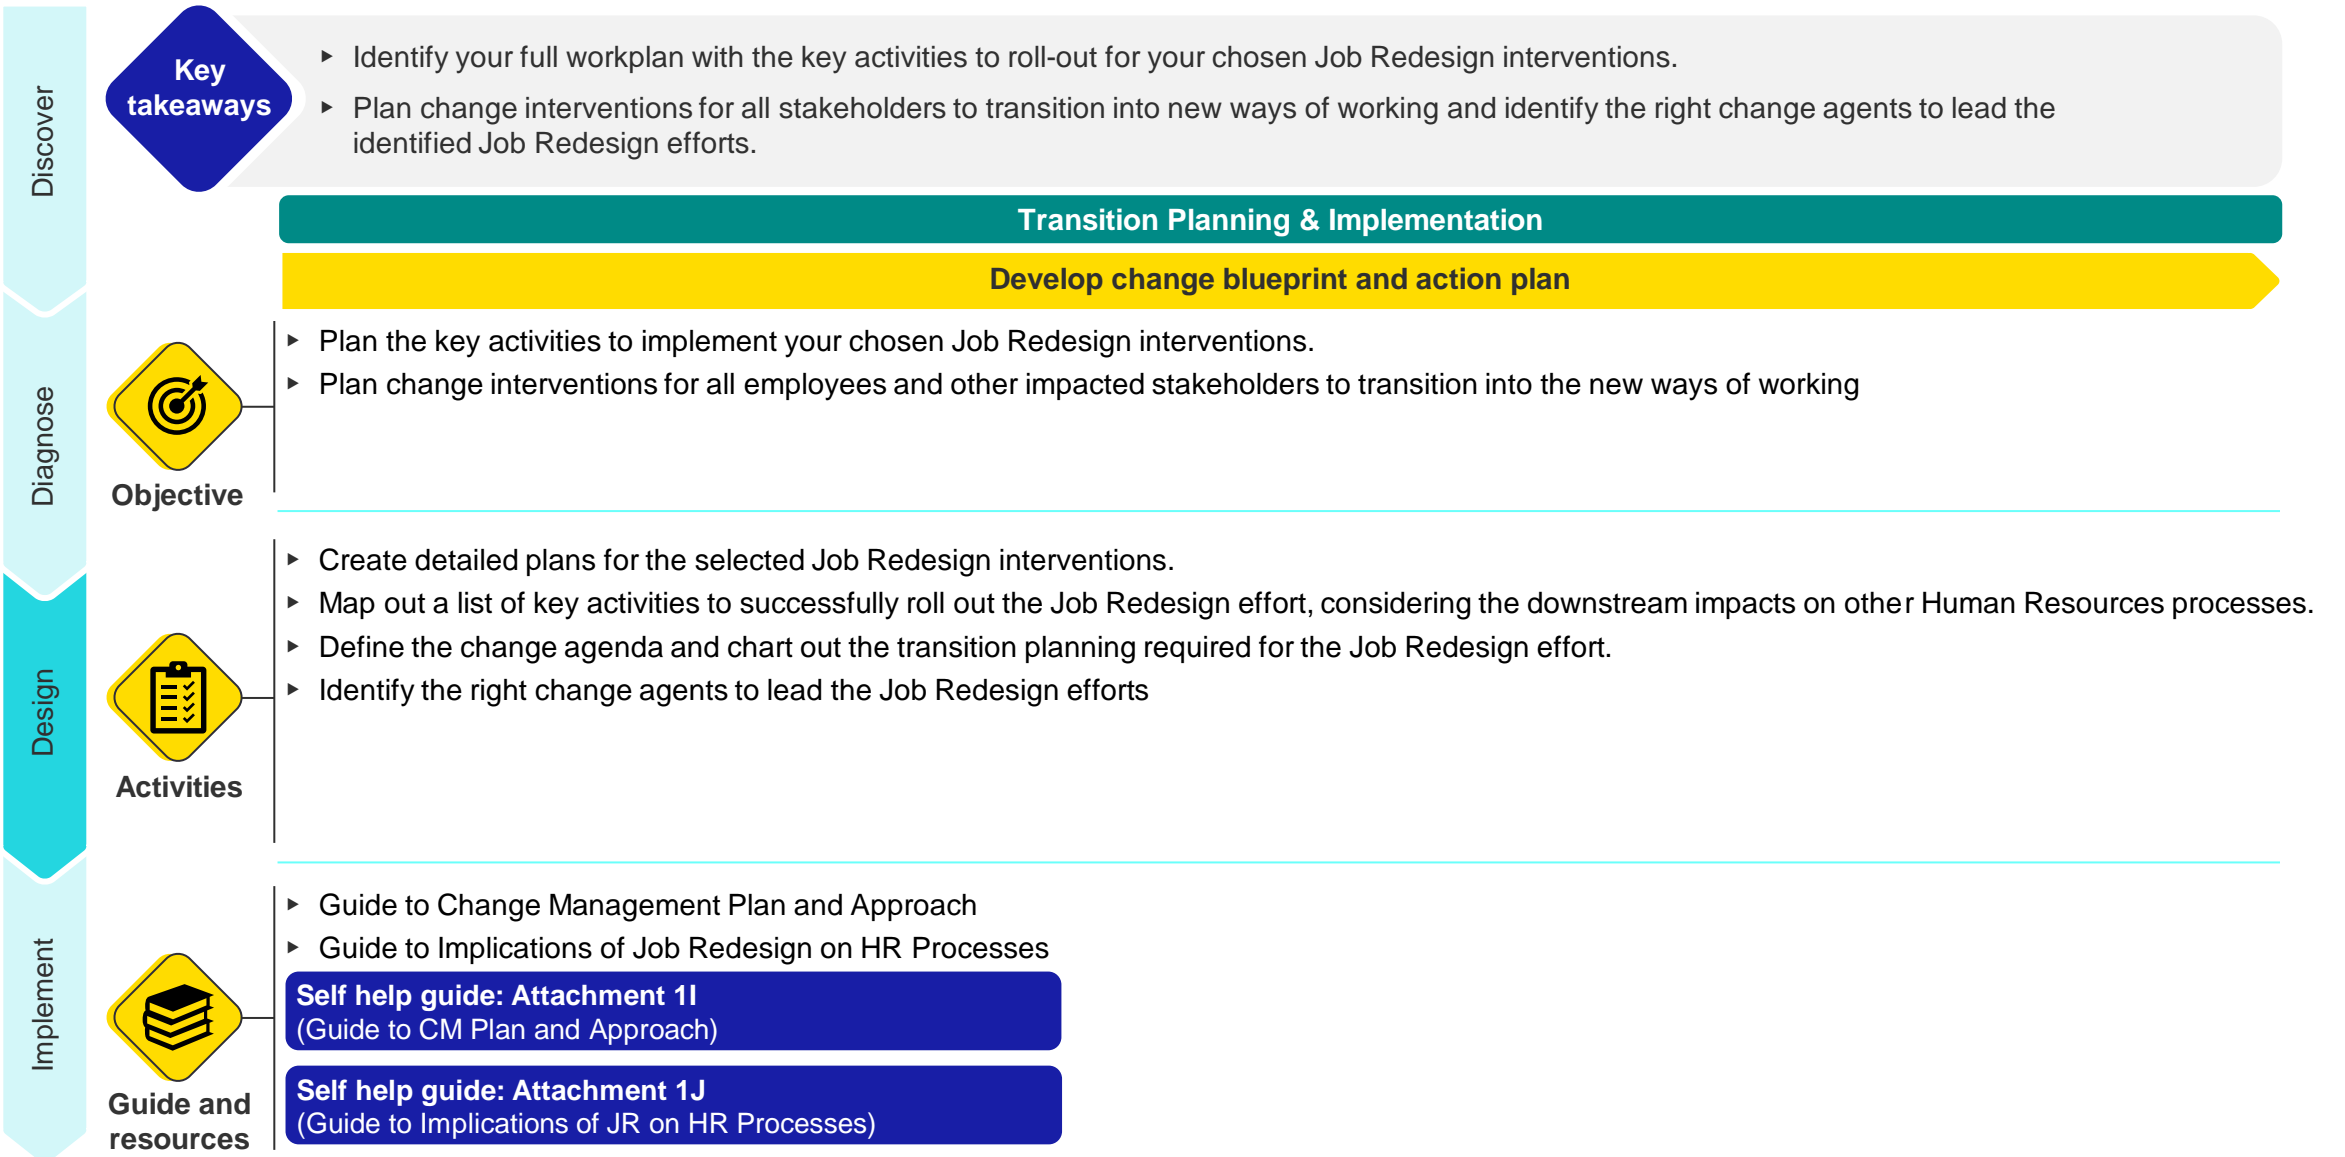 Discover
Diagnose
Design
Implement
Key
takeaways
▸ Identify your full workplan with the key activities to roll-out for your chosen Job Redesign interventions.
▸ Plan change interventions for all stakeholders to transition into new ways of working and identify the right change agents to lead the
identified Job Redesign efforts.
Transition Planning & Implementation
Develop change blueprint and action plan
Objective
▸ Plan the key activities to implement your chosen Job Redesign interventions.
▸ Plan change interventions for all employees and other impacted stakeholders to transition into the new ways of working
Activities
▸ Create detailed plans for the selected Job Redesign interventions.
▸ Map out a list of key activities to successfully roll out the Job Redesign effort, considering the downstream impacts on other Human Resources processes.
▸ Define the change agenda and chart out the transition planning required for the Job Redesign effort.
▸ Identify the right change agents to lead the Job Redesign efforts
Guide and
resources
▸ Guide to Change Management Plan and Approach
▸ Guide to Implications of Job Redesign on HR Processes
Self help guide: Attachment 1I
(Guide to CM Plan and Approach)
Self help guide: Attachment 1J
(Guide to Implications of JR on HR Processes)